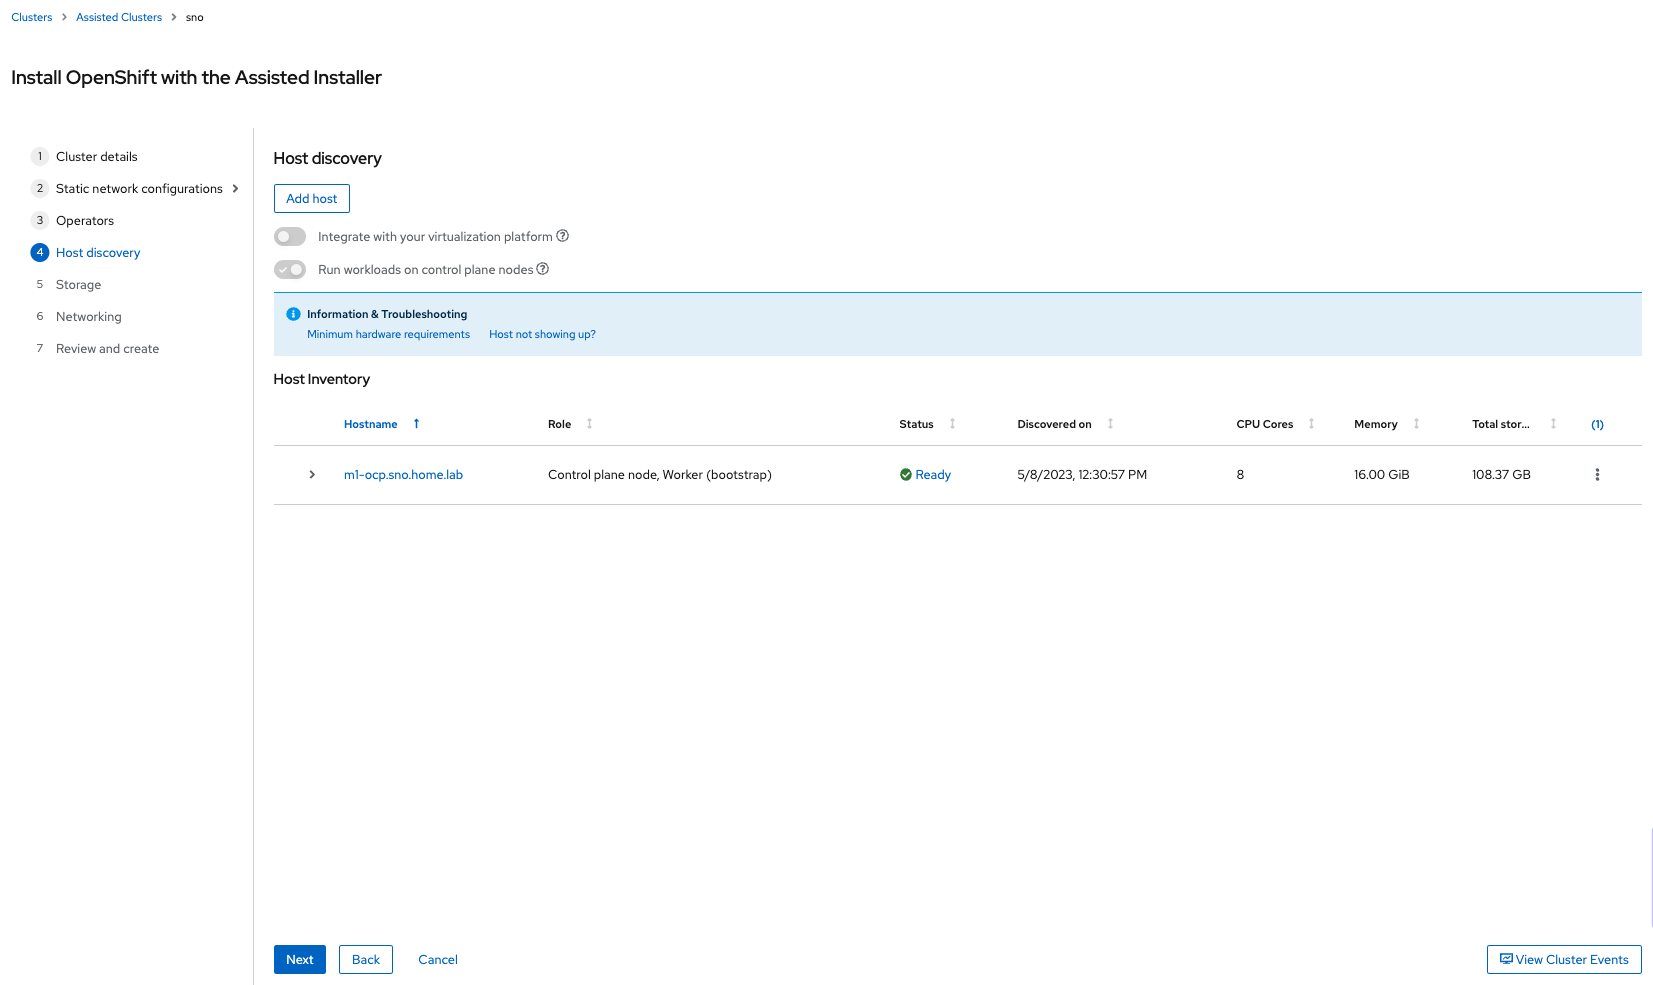 Clusters > Assisted Clusters > sno
Install OpenShift with the Assisted Installer
1 Cluster details
2 Static network configurations
3 Operators
4 Host discovery
5 Storage
6 Networking
7 Review and create
Host discovery
Add host
Integrate with your virtualization platform
Run workloads on control plane nodes
Information & Troubleshooting
Minimum hardware requirements Host not showing up?
Host Inventory
Hostname Role Status Discovered on CPU Cores Memory Total stor... (1)
m1-ocp.sno.home.lab Control plane node, Worker (bootstrap) Ready 5/8/2023, 12:30:57 PM 8 16.00 GiB 108.37 GB
Next Back Cancel View Cluster Events